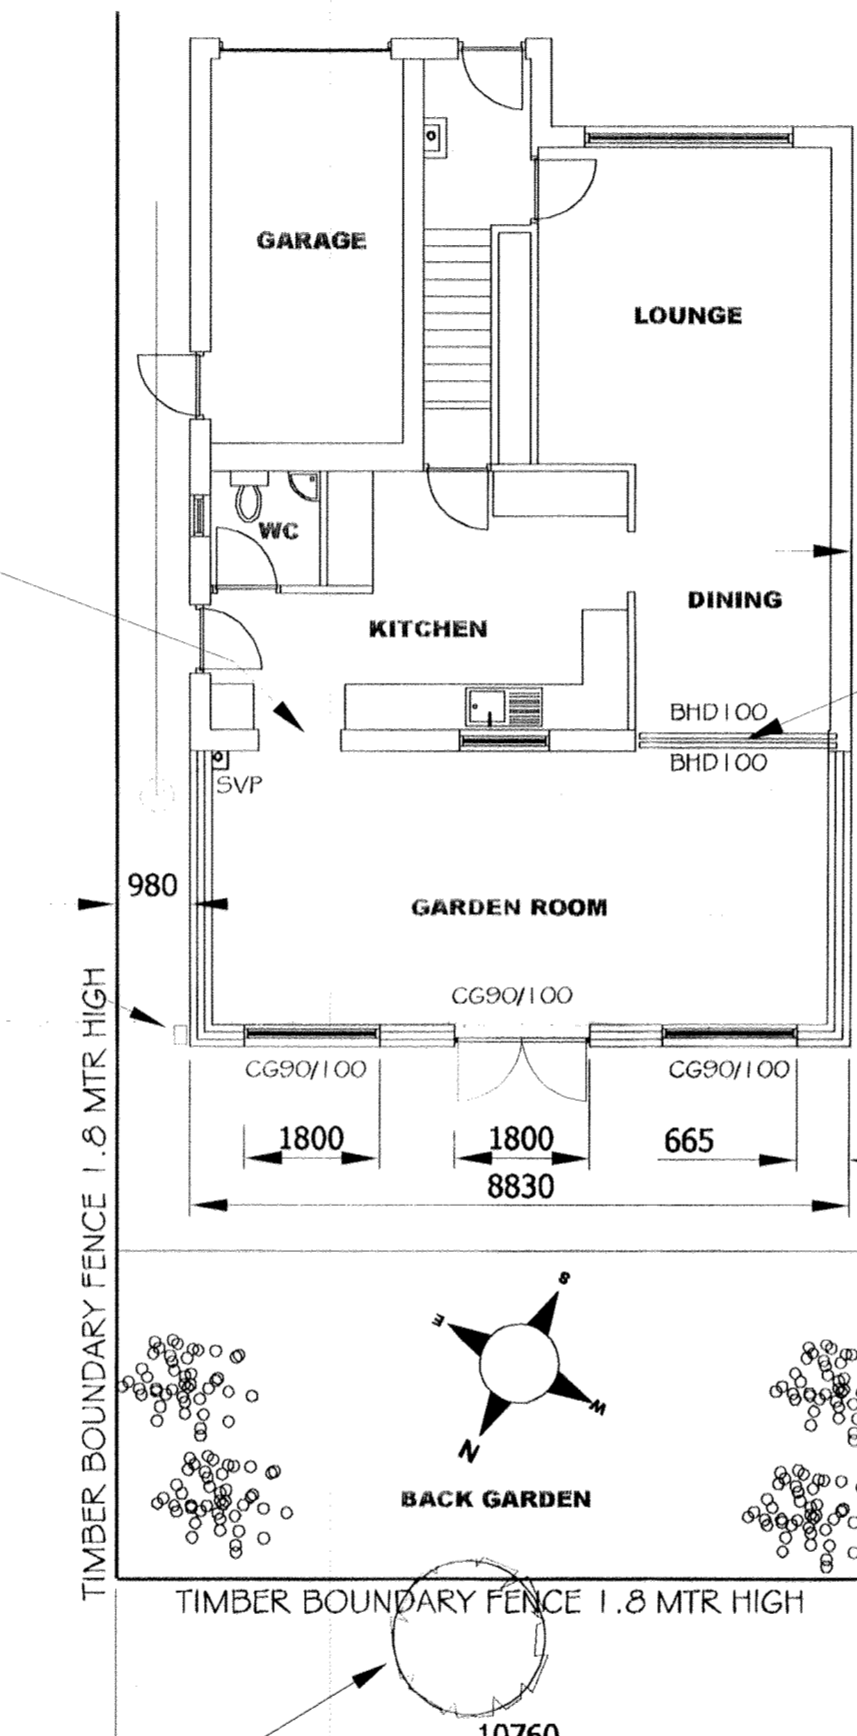 GARAGE
LOUNGE
WC
DINING
KITCHEN
BHD100
BHD100
SVP
980
GARDEN ROOM
CG90/100
CG90/100
CG90/100
1800
1800
665
8830
TIMBER BOUNDARY FENCE 1.8 MTR HIGH
S
E
W
N
BACK GARDEN
TIMBER BOUNDARY FENCE 1.8 MTR HIGH
10760